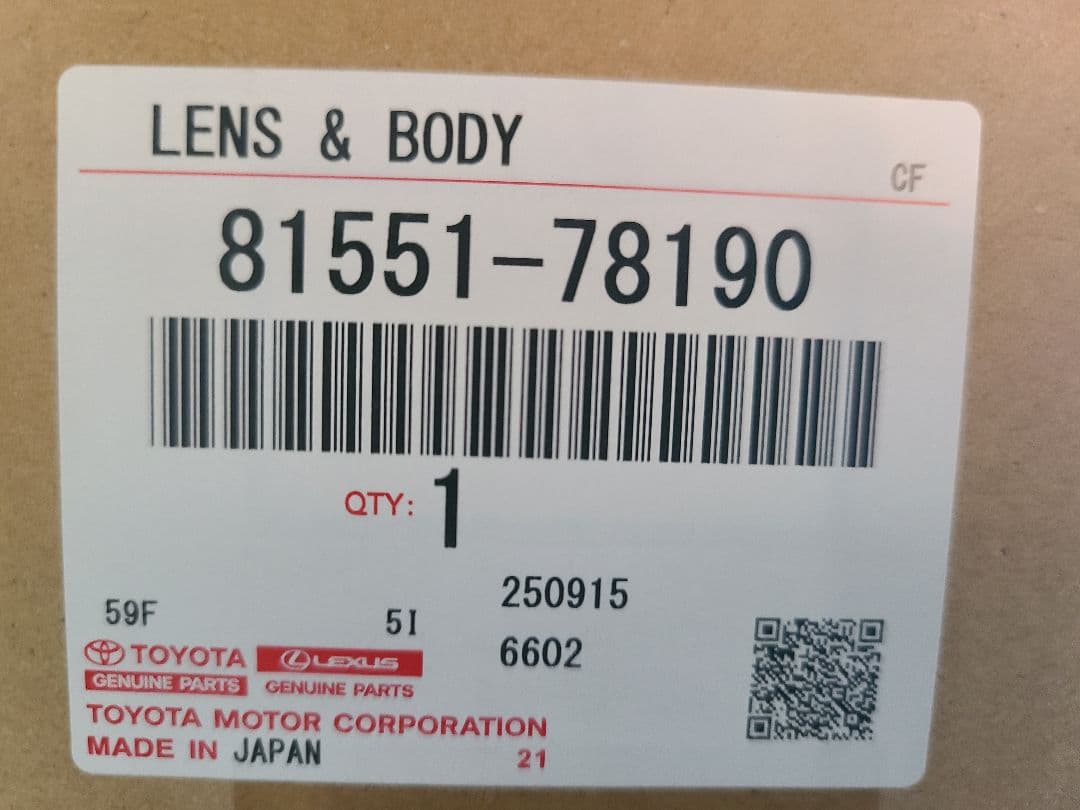 LENS & BODY
CF
81551-78190
QTY: 1
250915
59F 5I
6602
TOYOTA LEXUS
GENUINE PARTS GENUINE PARTS
TOYOTA MOTOR CORPORATION
MADE IN JAPAN 21